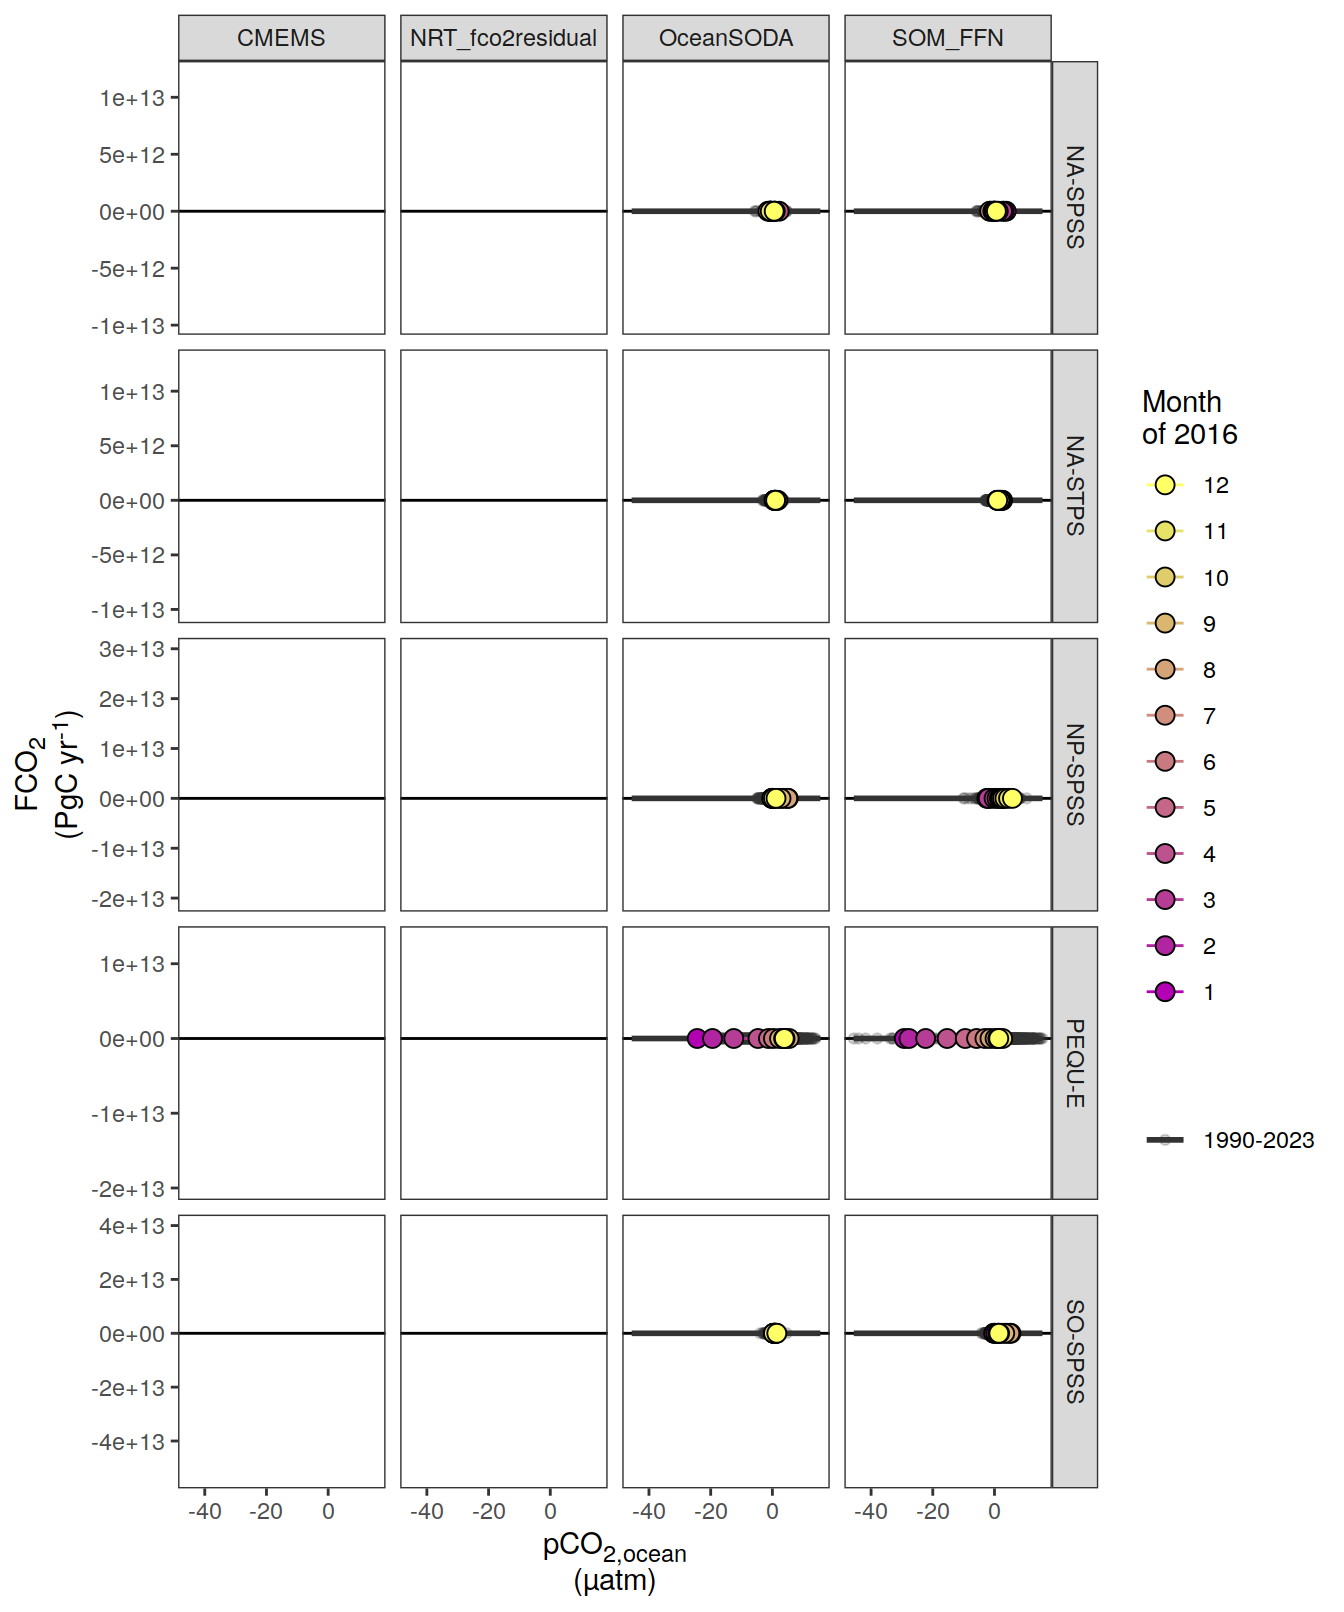 CMEMS NRT_fco2residual OceanSODA SOM_FFN
1e+13
5e+12
0e+00
-5e+12
-1e+13
NA-SPSS
1e+13
5e+12
0e+00
-5e+12
-1e+13
NA-STPS
3e+13
2e+13
1e+13
0e+00
-1e+13
-2e+13
NP-SPSS
1e+13
0e+00
-1e+13
-2e+13
PEQU-E
4e+13
2e+13
0e+00
-2e+13
-4e+13
SO-SPSS
-40 -20 0 -40 -20 0 -40 -20 0 -40 -20 0
FCO₂
(PgC yr⁻¹)
pCO₂,ocean
(µatm)
Month
of 2016
12
11
10
9
8
7
6
5
4
3
2
1
1990-2023